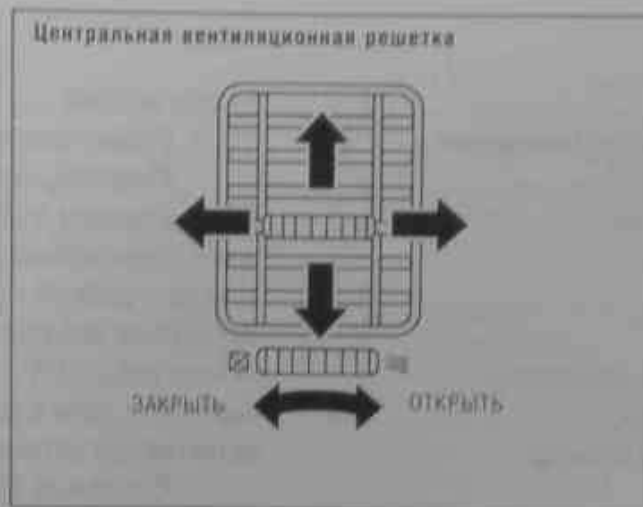 Центральная вентиляционная решетка
ЗАКРЫТЬ ОТКРЫТЬ